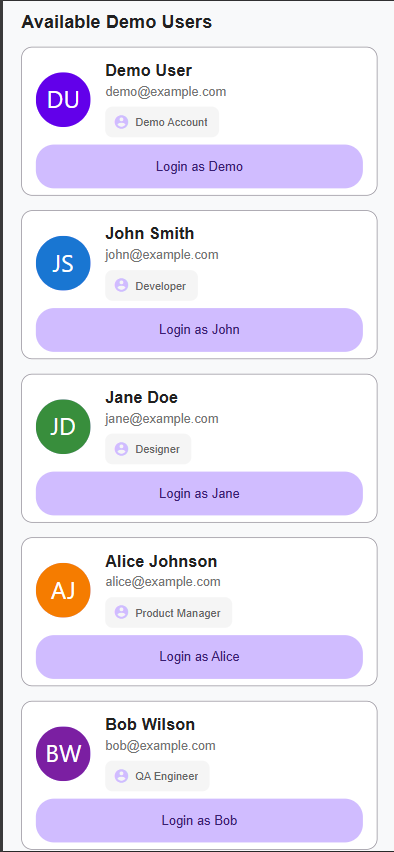 Available Demo Users
DU
Demo User
demo@example.com
Demo Account
Login as Demo
JS
John Smith
john@example.com
Developer
Login as John
JD
Jane Doe
jane@example.com
Designer
Login as Jane
AJ
Alice Johnson
alice@example.com
Product Manager
Login as Alice
BW
Bob Wilson
bob@example.com
QA Engineer
Login as Bob